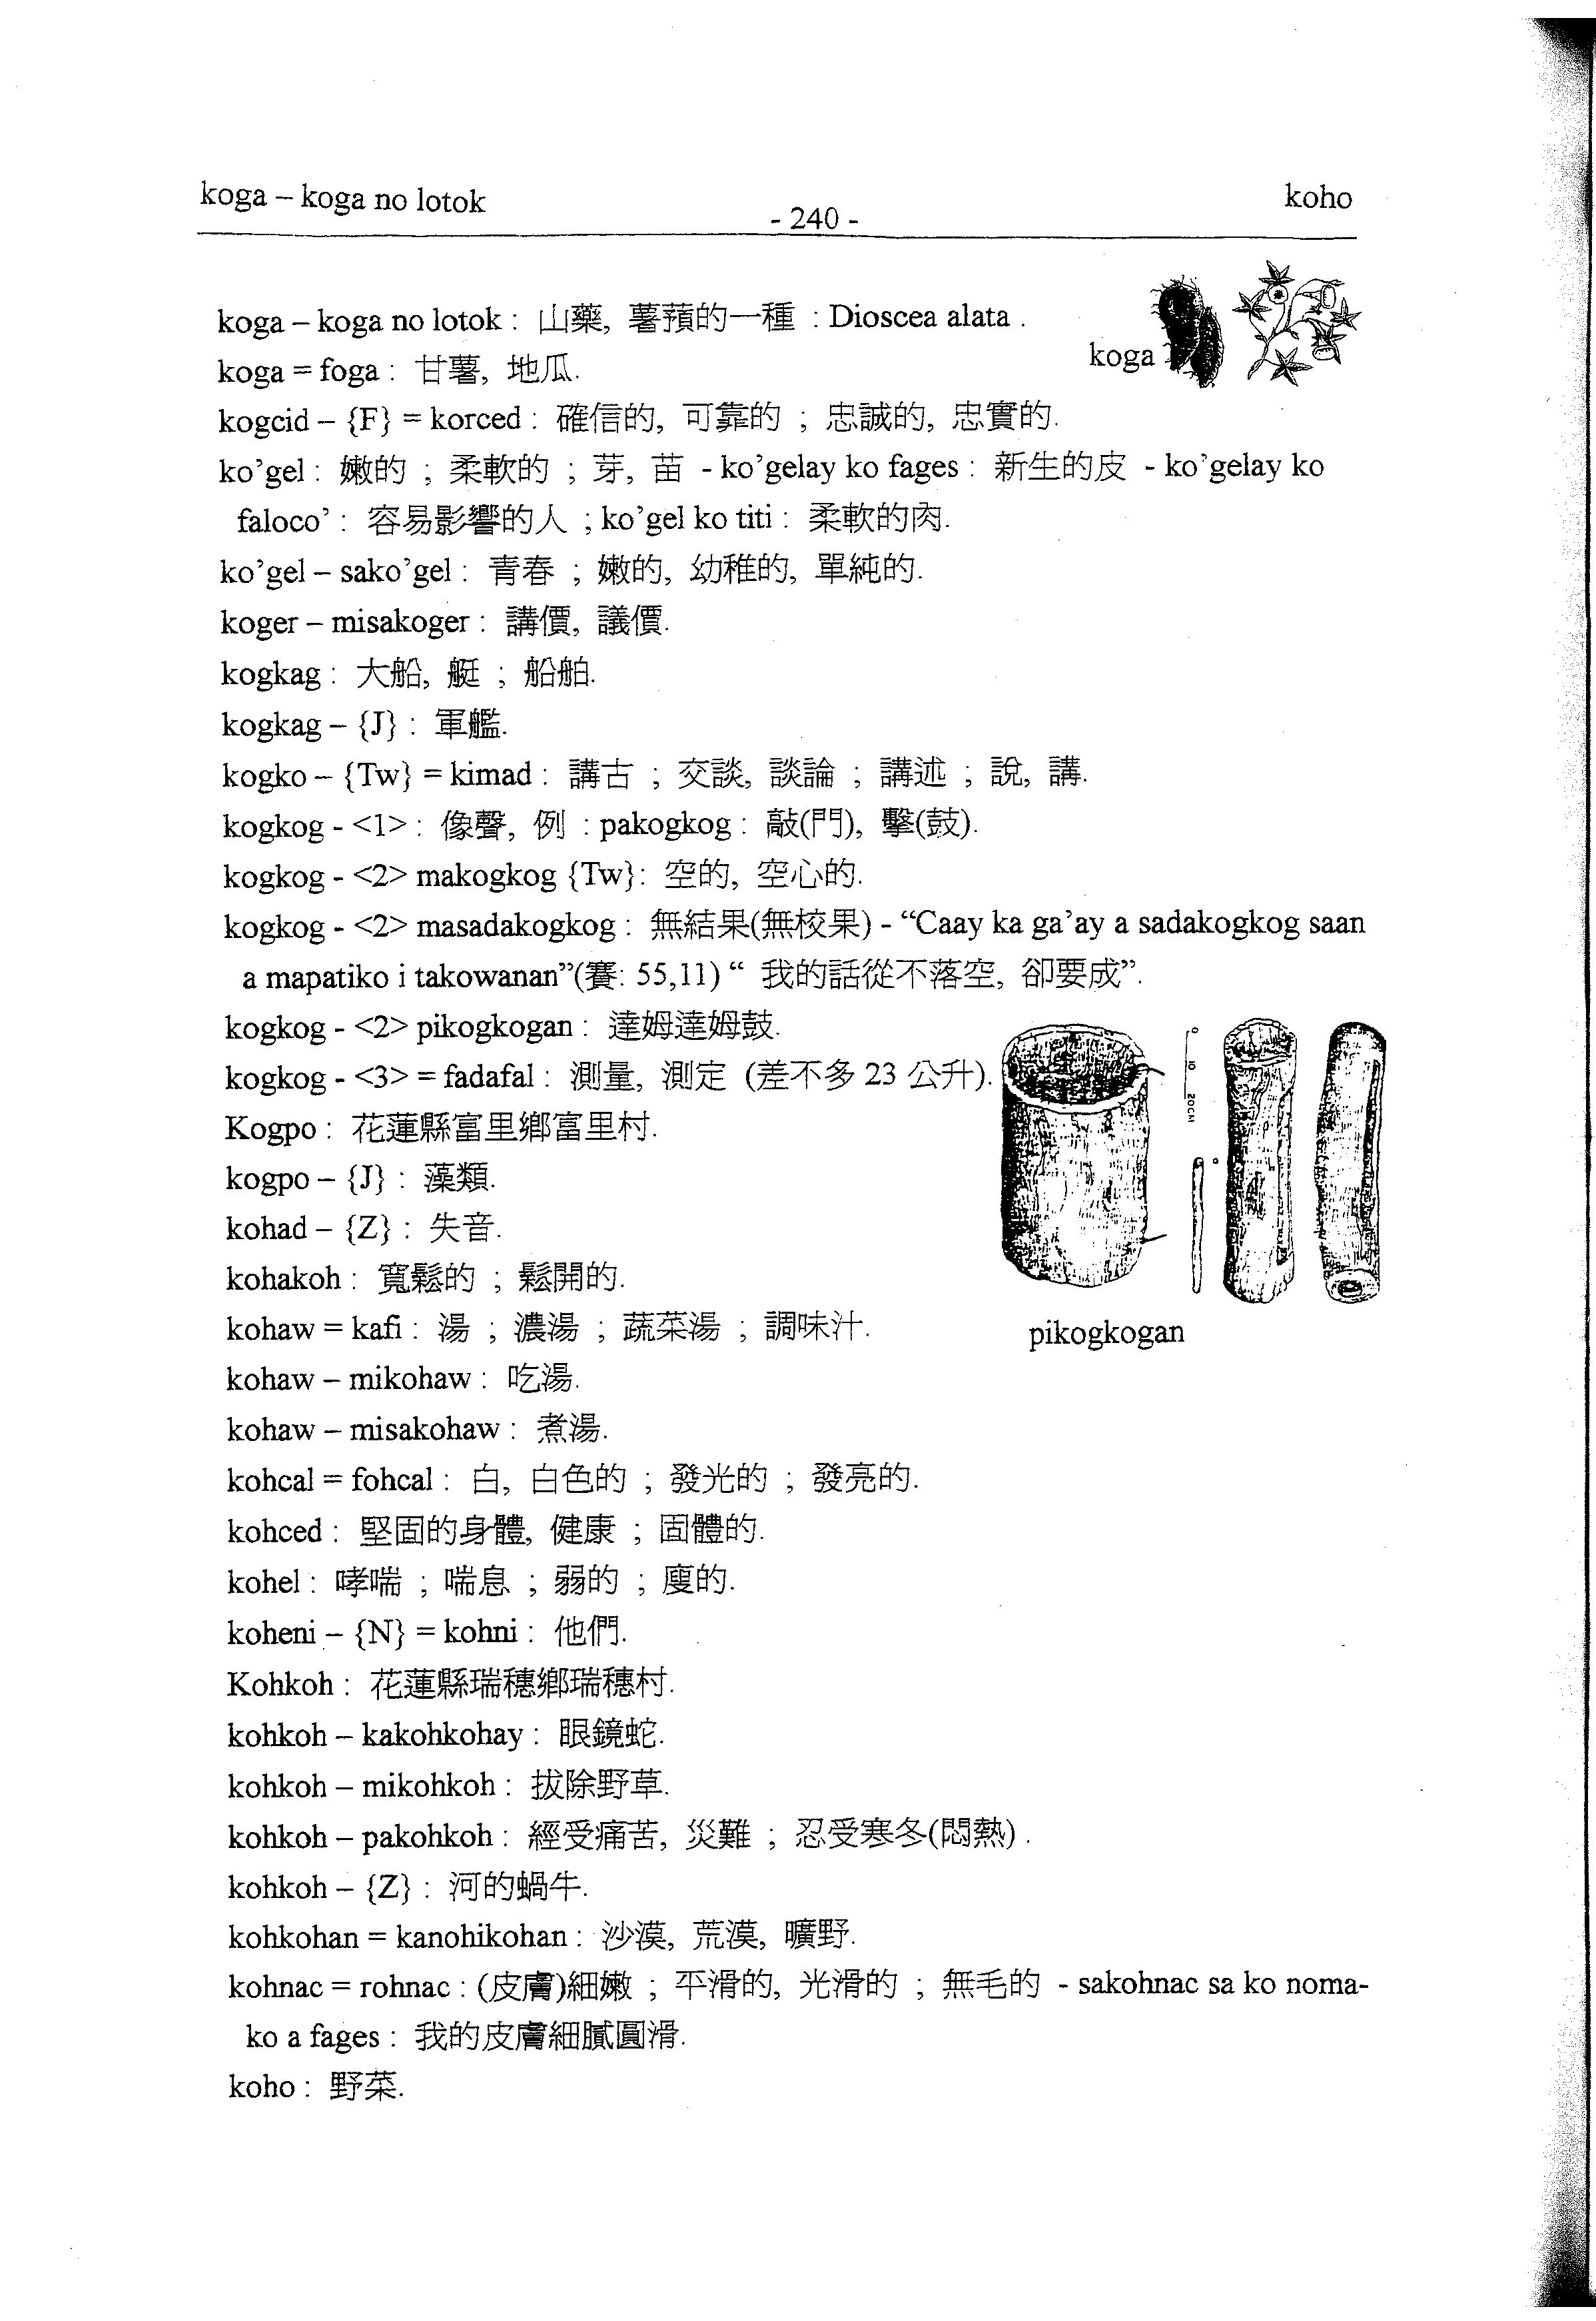 koga – koga no lotok
- 240 -
koho
koga – koga no lotok : 山藥, 薯蕷的一種 : Dioscea alata .
koga
koga = foga : 甘薯, 地瓜.
kogcid – {F} = korced : 確信的, 可靠的 ; 忠誠的, 忠實的.
ko’gel : 嫩的 ; 柔軟的 ; 芽, 苗 - ko’gelay ko fages : 新生的皮 - ko’gelay ko
faloco’ : 容易影響的人 ; ko’gel ko titi : 柔軟的肉.
ko’gel – sako’gel : 青春 ; 嫩的, 幼稚的, 單純的.
koger – misakoger : 講價, 議價.
kogkag : 大船, 艇 ; 船舶.
kogkag – {J} : 軍艦.
kogko – {Tw} = kimad : 講古 ; 交談, 談論 ; 講述 ; 說, 講.
kogkog - <1> : 像聲, 例 : pakogkog : 敲(門), 擊(鼓).
kogkog - <2> makogkog {Tw}: 空的, 空心的.
kogkog - <2> masadakogkog : 無結果(無校果) - “Caay ka ga’ay a sadakogkog saan
a mapatiko i takowanan”(賽: 55,11) “ 我的話從不落空, 卻要成”.
kogkog - <2> pikogkogan : 達姆達姆鼓.
kogkog - <3> = fadafal : 測量, 測定 (差不多 23 公升).
0 10 20CM
Kogpo : 花蓮縣富里鄉富里村.
kogpo – {J} : 藻類.
kohad – {Z} : 失音.
kohakoh : 寬鬆的 ; 鬆開的.
kohaw = kafi : 湯 ; 濃湯 ; 蔬菜湯 ; 調味汁.
pikogkogan
kohaw – mikohaw : 吃湯.
kohaw – misakohaw : 煮湯.
kohcal = fohcal : 白, 白色的 ; 發光的 ; 發亮的.
kohced : 堅固的身體, 健康 ; 固體的.
kohel : 哮喘 ; 喘息 ; 弱的 ; 廋的.
koheni – {N} = kohni : 他們.
Kohkoh : 花蓮縣瑞穗鄉瑞穗村.
kohkoh – kakohkohay : 眼鏡蛇.
kohkoh – mikohkoh : 拔除野草.
kohkoh – pakohkoh : 經受痛苦, 災難 ; 忍受寒冬(悶熱) .
kohkoh – {Z} : 河的蝸牛.
kohkohan = kanohikohan : 沙漠, 荒漠, 曠野.
kohnac = rohnac : (皮膚)細嫩 ; 平滑的, 光滑的 ; 無毛的 - sakohnac sa ko noma-
ko a fages : 我的皮膚細膩圓滑.
koho : 野菜.